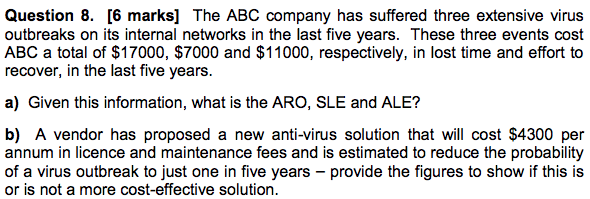 Question 8. [6 marks] The ABC company has suffered three extensive virus
outbreaks on its internal networks in the last five years. These three events cost
ABC a total of $17000, $7000 and $11000, respectively, in lost time and effort to
recover, in the last five years.
a) Given this information, what is the ARO, SLE and ALE?
b) A vendor has proposed a new anti-virus solution that will cost $4300 per
annum in licence and maintenance fees and is estimated to reduce the probability
of a virus outbreak to just one in five years – provide the figures to show if this is
or is not a more cost-effective solution.